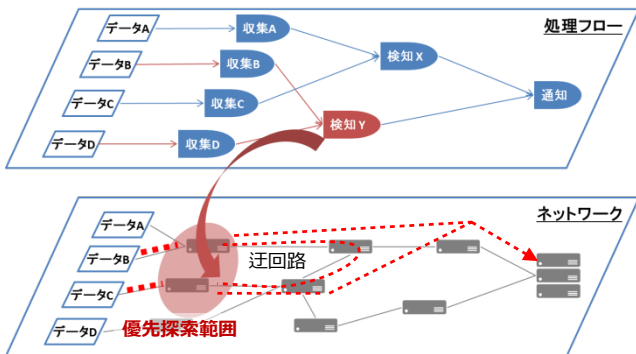 処理フロー
データA
収集A
データB
収集B
検知X
データC
収集C
通知
検知Y
データD
収集D
ネットワーク
データA
データB
迂回路
データC
優先探索範囲
データD